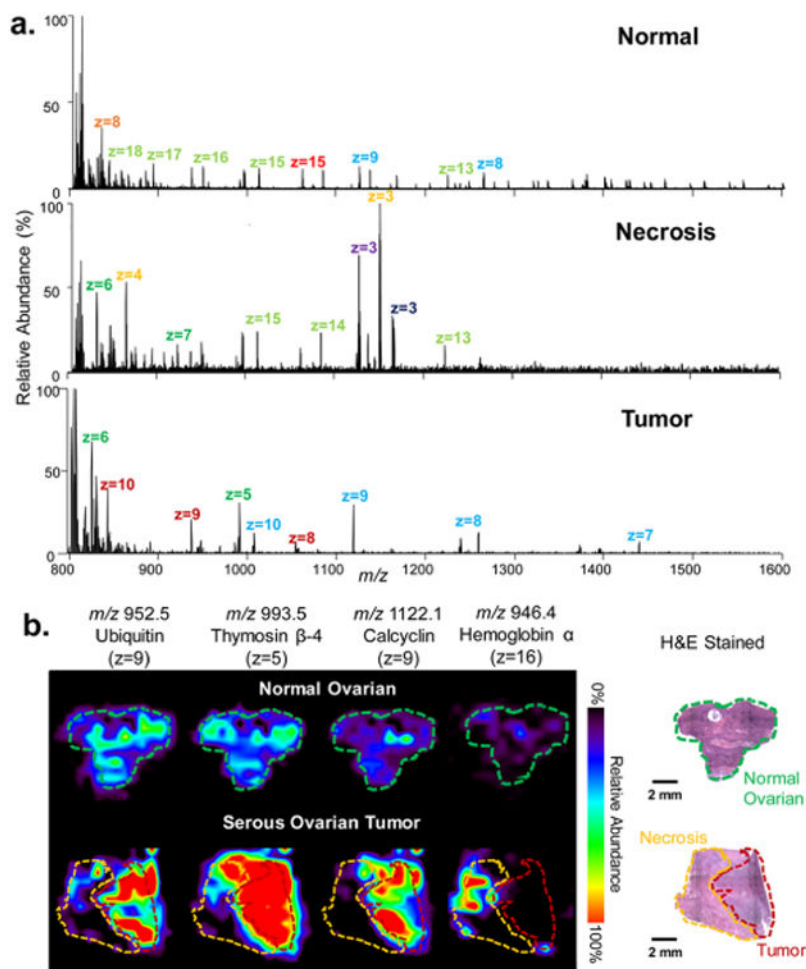 a.
Normal
Necrosis
Tumor
Relative Abundance (%)
100
50
0
z=8
z=18
z=17
z=16
z=15
z=15
z=9
z=13
z=8
100
50
0
z=6
z=4
z=7
z=15
z=14
z=3
z=3
z=3
z=13
100
50
0
z=6
z=10
z=9
z=5
z=10
z=8
z=9
z=8
z=7
800 1000 1100 1200 1300 1400 1500 1600
m/z
b.
m/z 952.5 m/z 993.5 m/z 1122.1 m/z 946.4
Ubiquitin Thymosin β-4 Calcyclin Hemoglobin α
(z=9) (z=5) (z=9) (z=16)
H&E Stained
Normal Ovarian
Serous Ovarian Tumor
0%
Relative Abundance
100%
2 mm
Normal
Ovarian
Necrosis
2 mm
Tumor